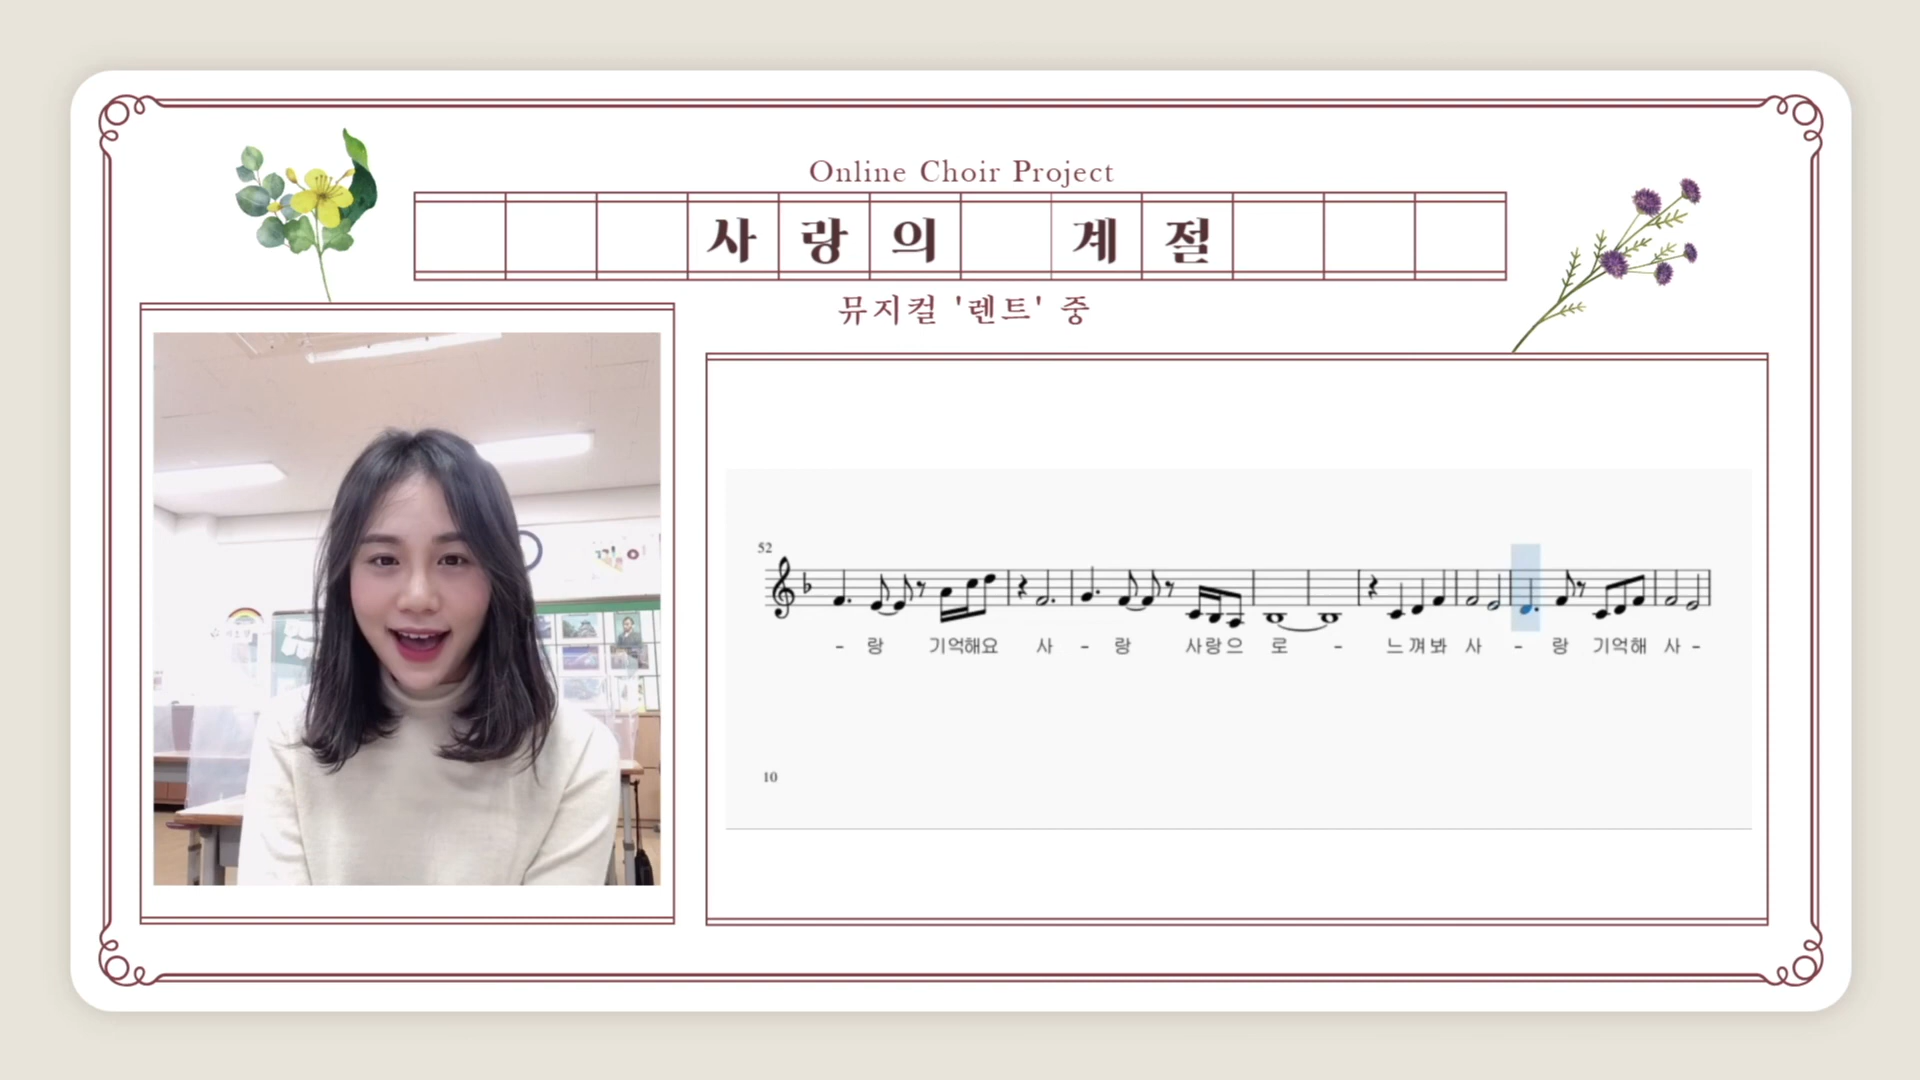 Online Choir Project
사랑의 계절
뮤지컬 '렌트' 중
52
- 랑 기억해요 사 - 랑 사랑으 로 - 느껴봐 사 - 랑 기억해 사 -
10